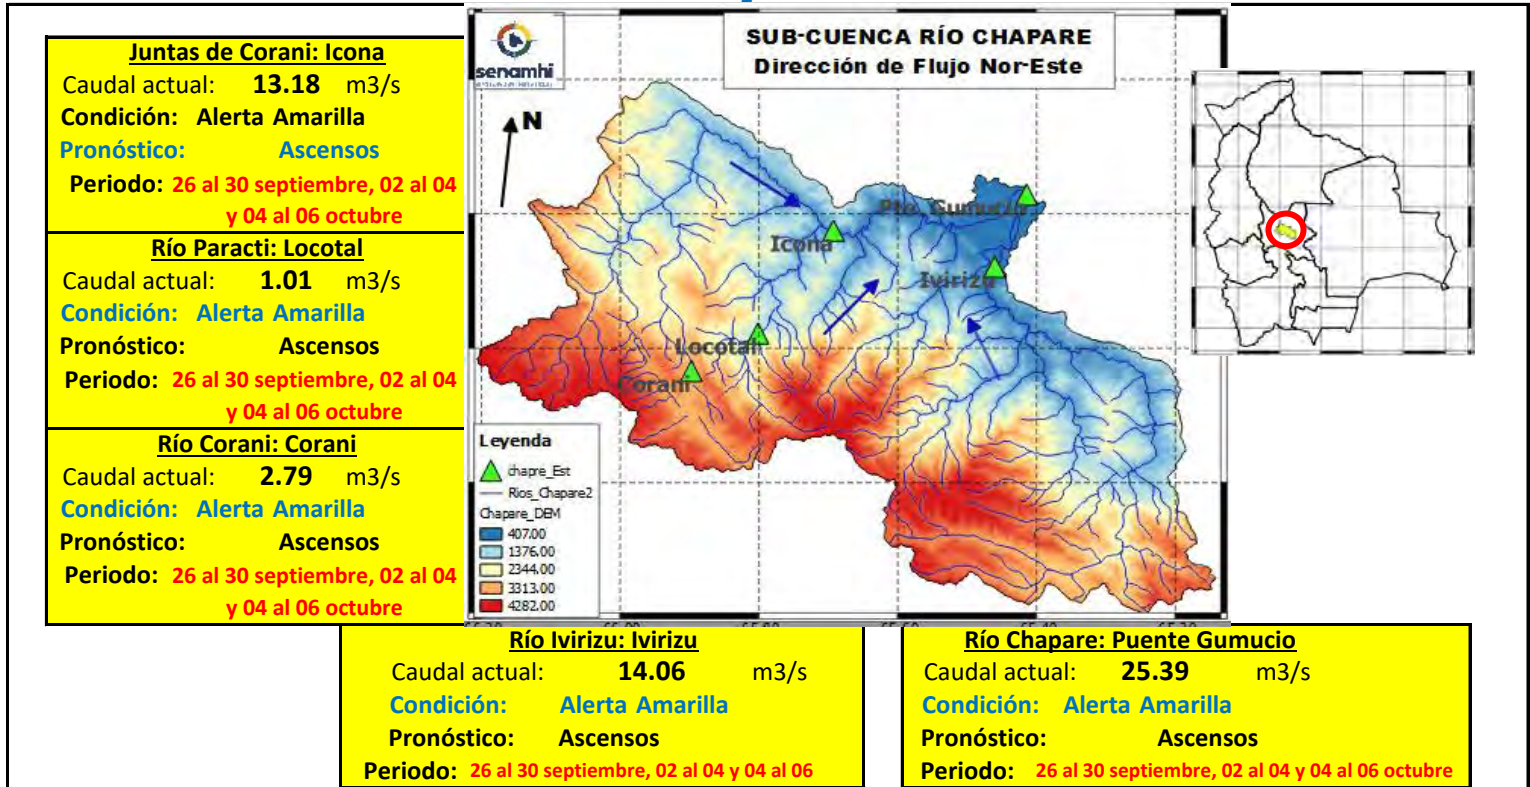 Juntas de Corani: Icona
Caudal actual: 13.18 m3/s
Condición: Alerta Amarilla
Pronóstico: Ascensos
Periodo: 26 al 30 septiembre, 02 al 04
y 04 al 06 octubre
Río Paracti: Locotal
Caudal actual: 1.01 m3/s
Condición: Alerta Amarilla
Pronóstico: Ascensos
Periodo: 26 al 30 septiembre, 02 al 04
y 04 al 06 octubre
Río Corani: Corani
Caudal actual: 2.79 m3/s
Condición: Alerta Amarilla
Pronóstico: Ascensos
Periodo: 26 al 30 septiembre, 02 al 04
y 04 al 06 octubre
senamhi
SUB-CUENCA RÍO CHAPARE
Dirección de Flujo Nor-Este
N
Pte. Gumucio
Icona
Ivirizu
Locotal
Corani
Leyenda
chapre_Est
Rios_Chapare2
Chapare_DEM
407.00
1376.00
2344.00
3313.00
4282.00
Río Ivirizu: Ivirizu
Caudal actual: 14.06 m3/s
Condición: Alerta Amarilla
Pronóstico: Ascensos
Periodo: 26 al 30 septiembre, 02 al 04 y 04 al 06
Río Chapare: Puente Gumucio
Caudal actual: 25.39 m3/s
Condición: Alerta Amarilla
Pronóstico: Ascensos
Periodo: 26 al 30 septiembre, 02 al 04 y 04 al 06 octubre